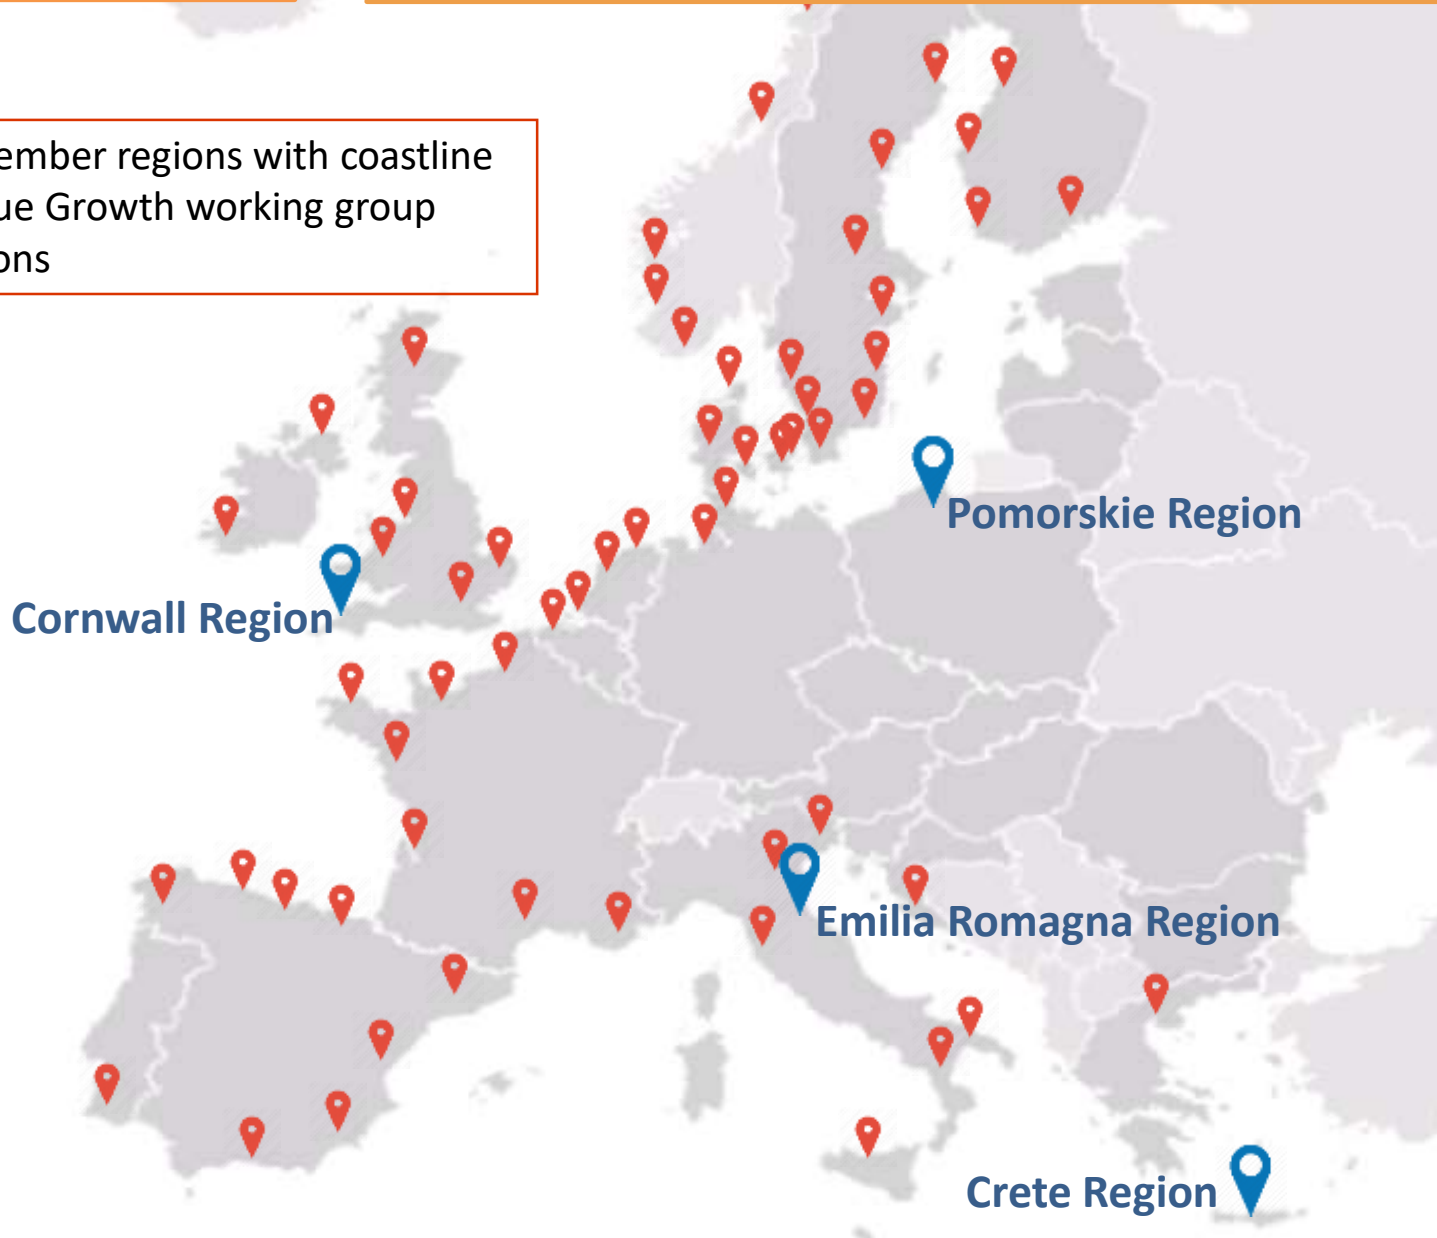 ember regions with coastline
ue Growth working group
ons
Pomorskie Region
Cornwall Region
Emilia Romagna Region
Crete Region